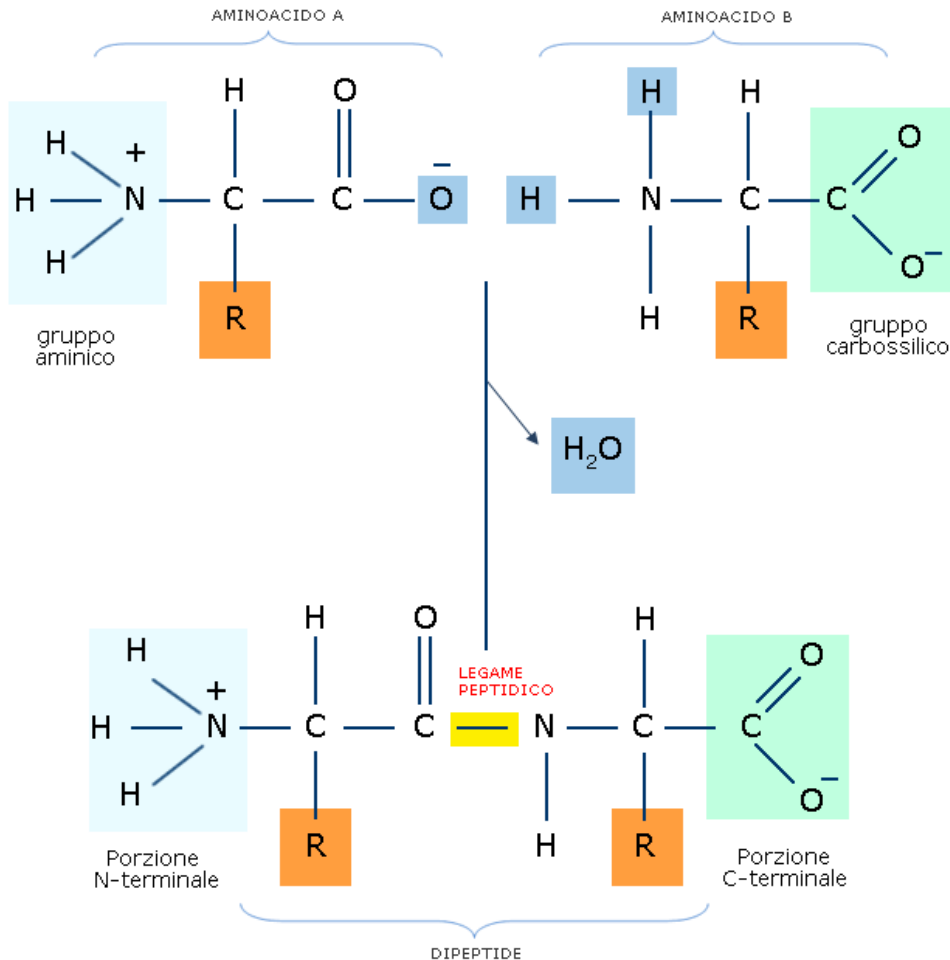 AMINOACIDO A
AMINOACIDO B
H O H H
H + − O
H N C C O H N C C
H R H R O−
gruppo
aminico
gruppo
carbossilico
H₂O
H O H
LEGAME
PEPTIDICO
H + O
H N C C N C C
H R H R O−
Porzione
N-terminale
Porzione
C-terminale
DIPEPTIDE